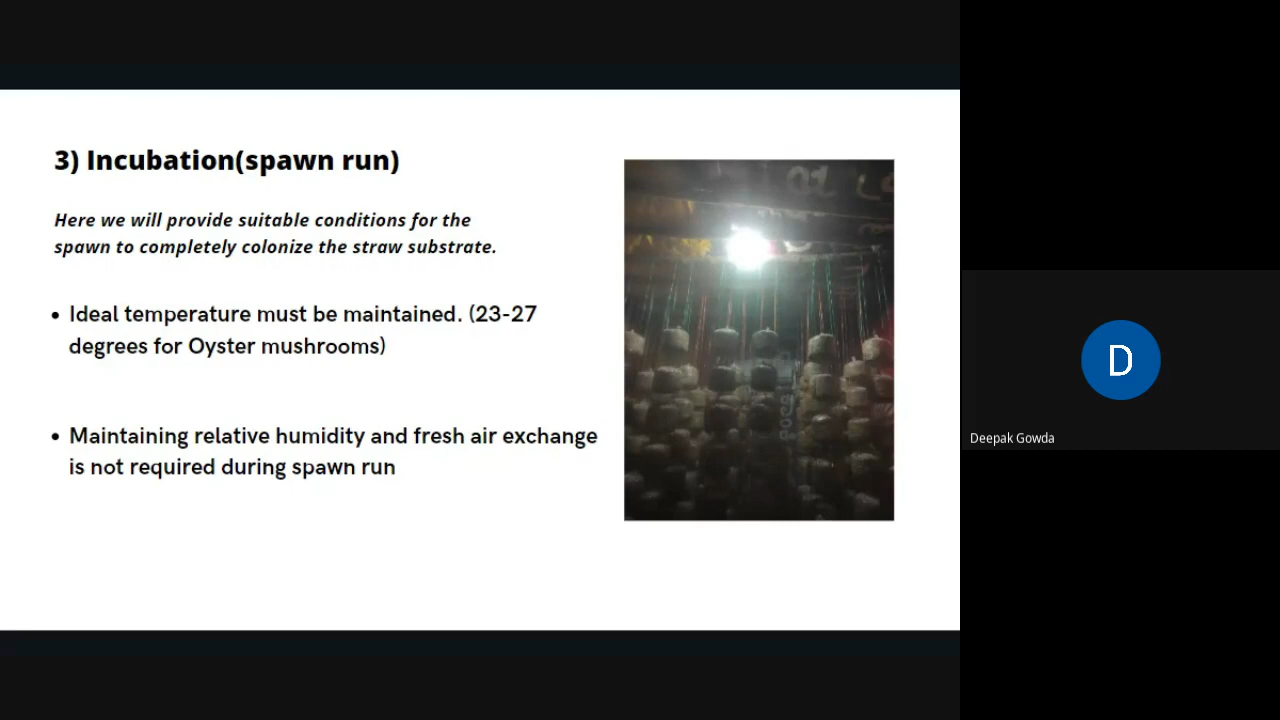 3) Incubation(spawn run)
Here we will provide suitable conditions for the
spawn to completely colonize the straw substrate.
• Ideal temperature must be maintained. (23-27
degrees for Oyster mushrooms)
• Maintaining relative humidity and fresh air exchange
is not required during spawn run
D
Deepak Gowda